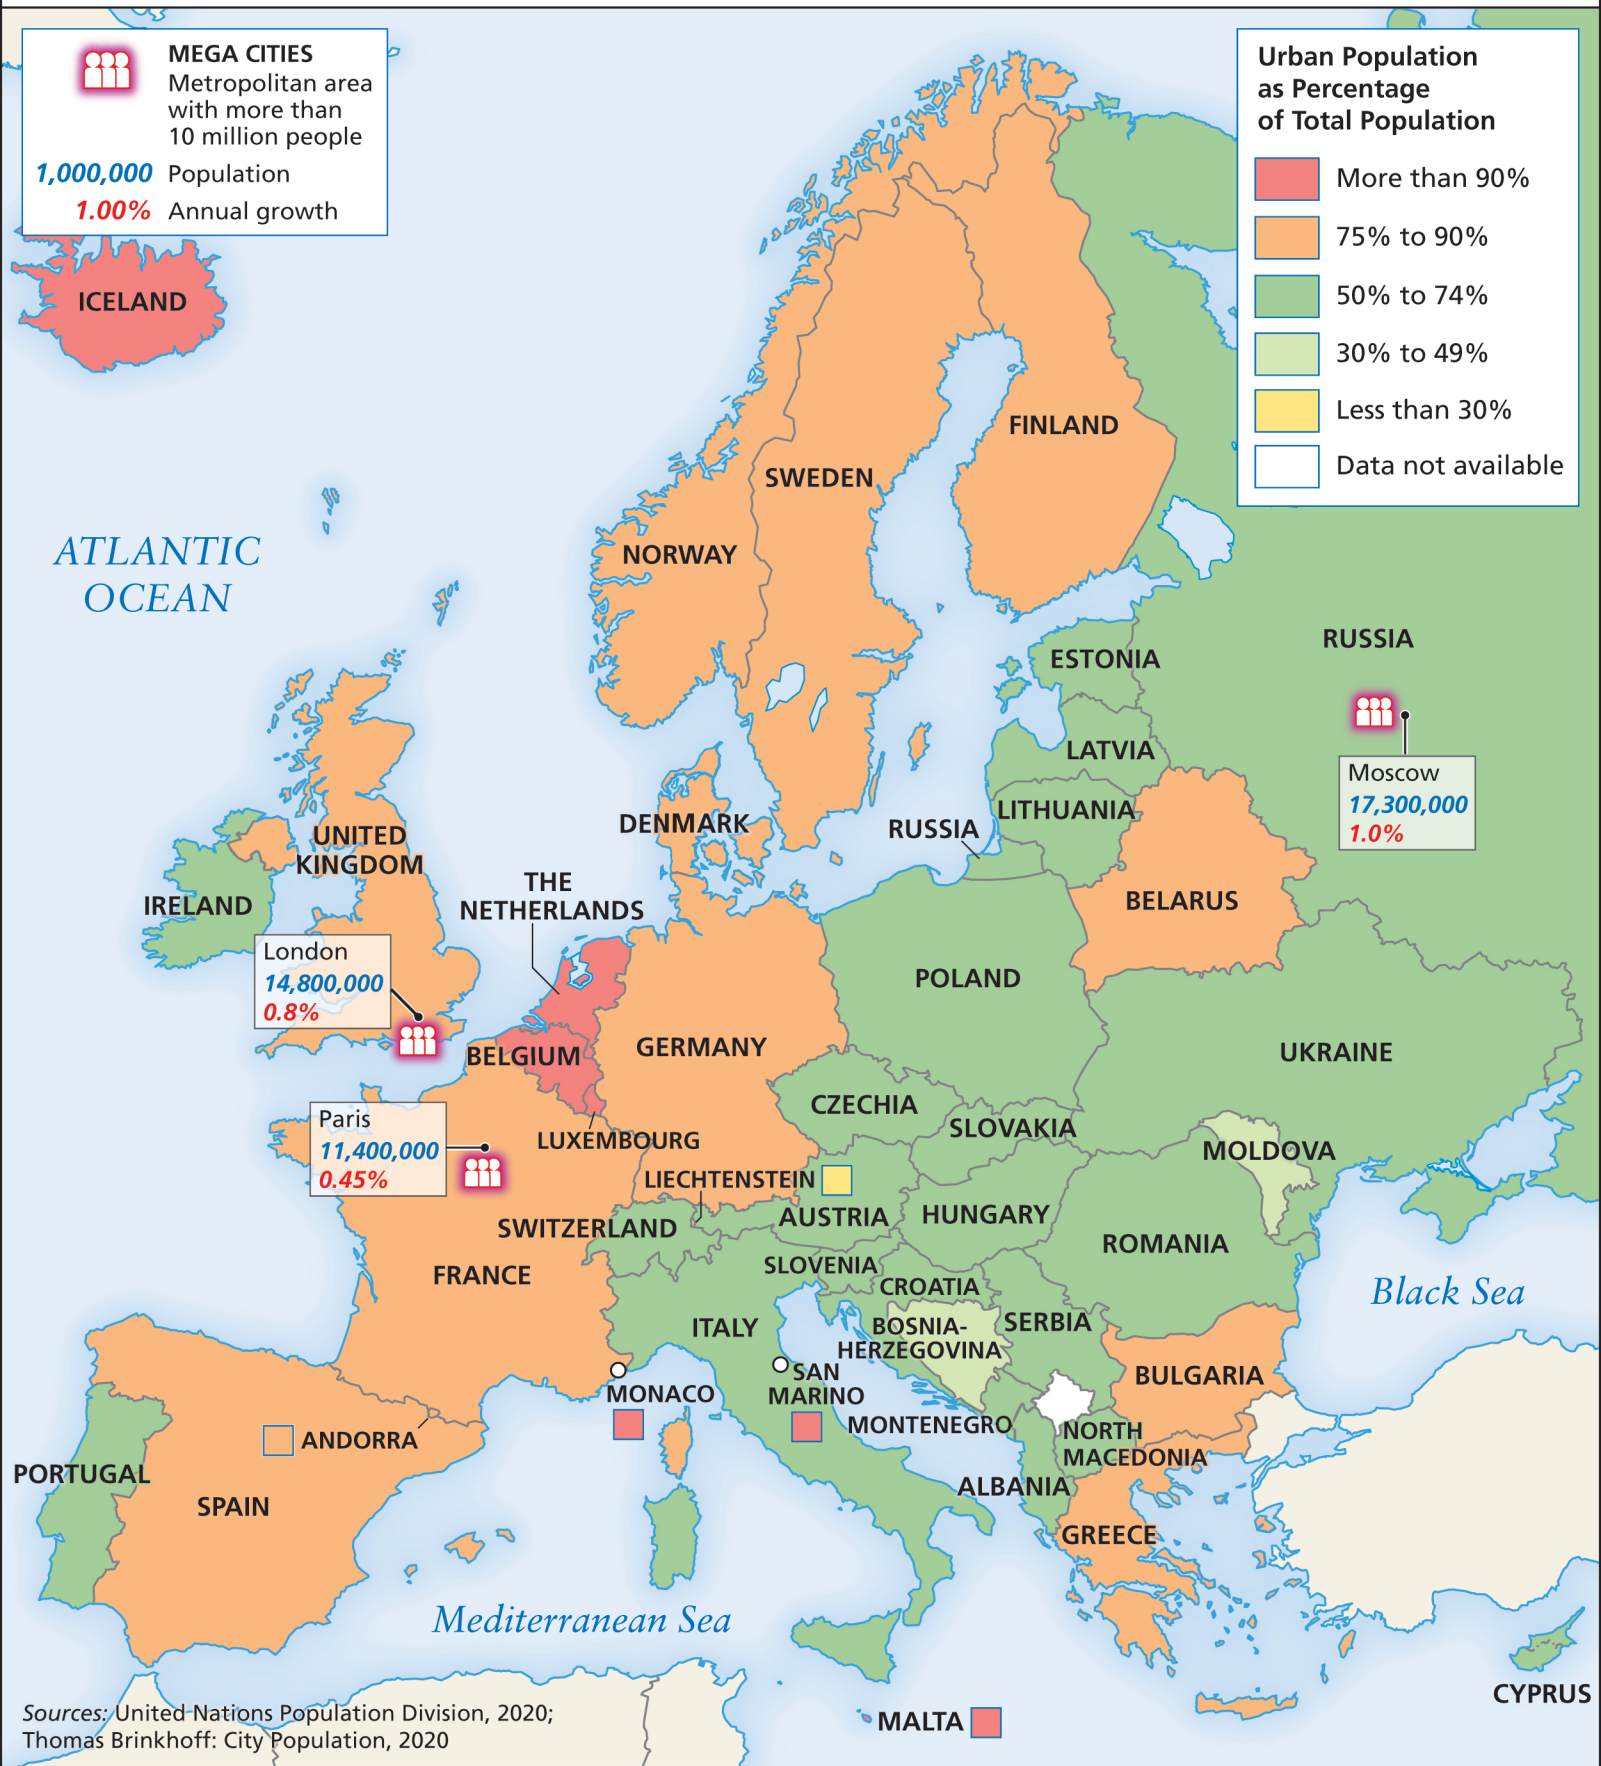 MEGA CITIES
Metropolitan area
with more than
10 million people
1,000,000 Population
1.00% Annual growth
Urban Population
as Percentage
of Total Population
More than 90%
75% to 90%
50% to 74%
30% to 49%
Less than 30%
Data not available
ICELAND
FINLAND
SWEDEN
NORWAY
ATLANTIC
OCEAN
RUSSIA
ESTONIA
LATVIA
Moscow
17,300,000
1.0%
LITHUANIA
DENMARK
RUSSIA
UNITED
KINGDOM
THE
NETHERLANDS
IRELAND
BELARUS
London
14,800,000
0.8%
POLAND
GERMANY
BELGIUM
UKRAINE
CZECHIA
Paris
11,400,000
0.45%
SLOVAKIA
LUXEMBOURG
MOLDOVA
LIECHTENSTEIN
AUSTRIA
HUNGARY
SWITZERLAND
ROMANIA
SLOVENIA
FRANCE
CROATIA
Black Sea
ITALY
BOSNIA-
HERZEGOVINA
SERBIA
SAN
MARINO
BULGARIA
MONACO
MONTENEGRO
NORTH
MACEDONIA
ANDORRA
PORTUGAL
ALBANIA
SPAIN
GREECE
Mediterranean Sea
CYPRUS
MALTA
Sources: United Nations Population Division, 2020;
Thomas Brinkhoff: City Population, 2020